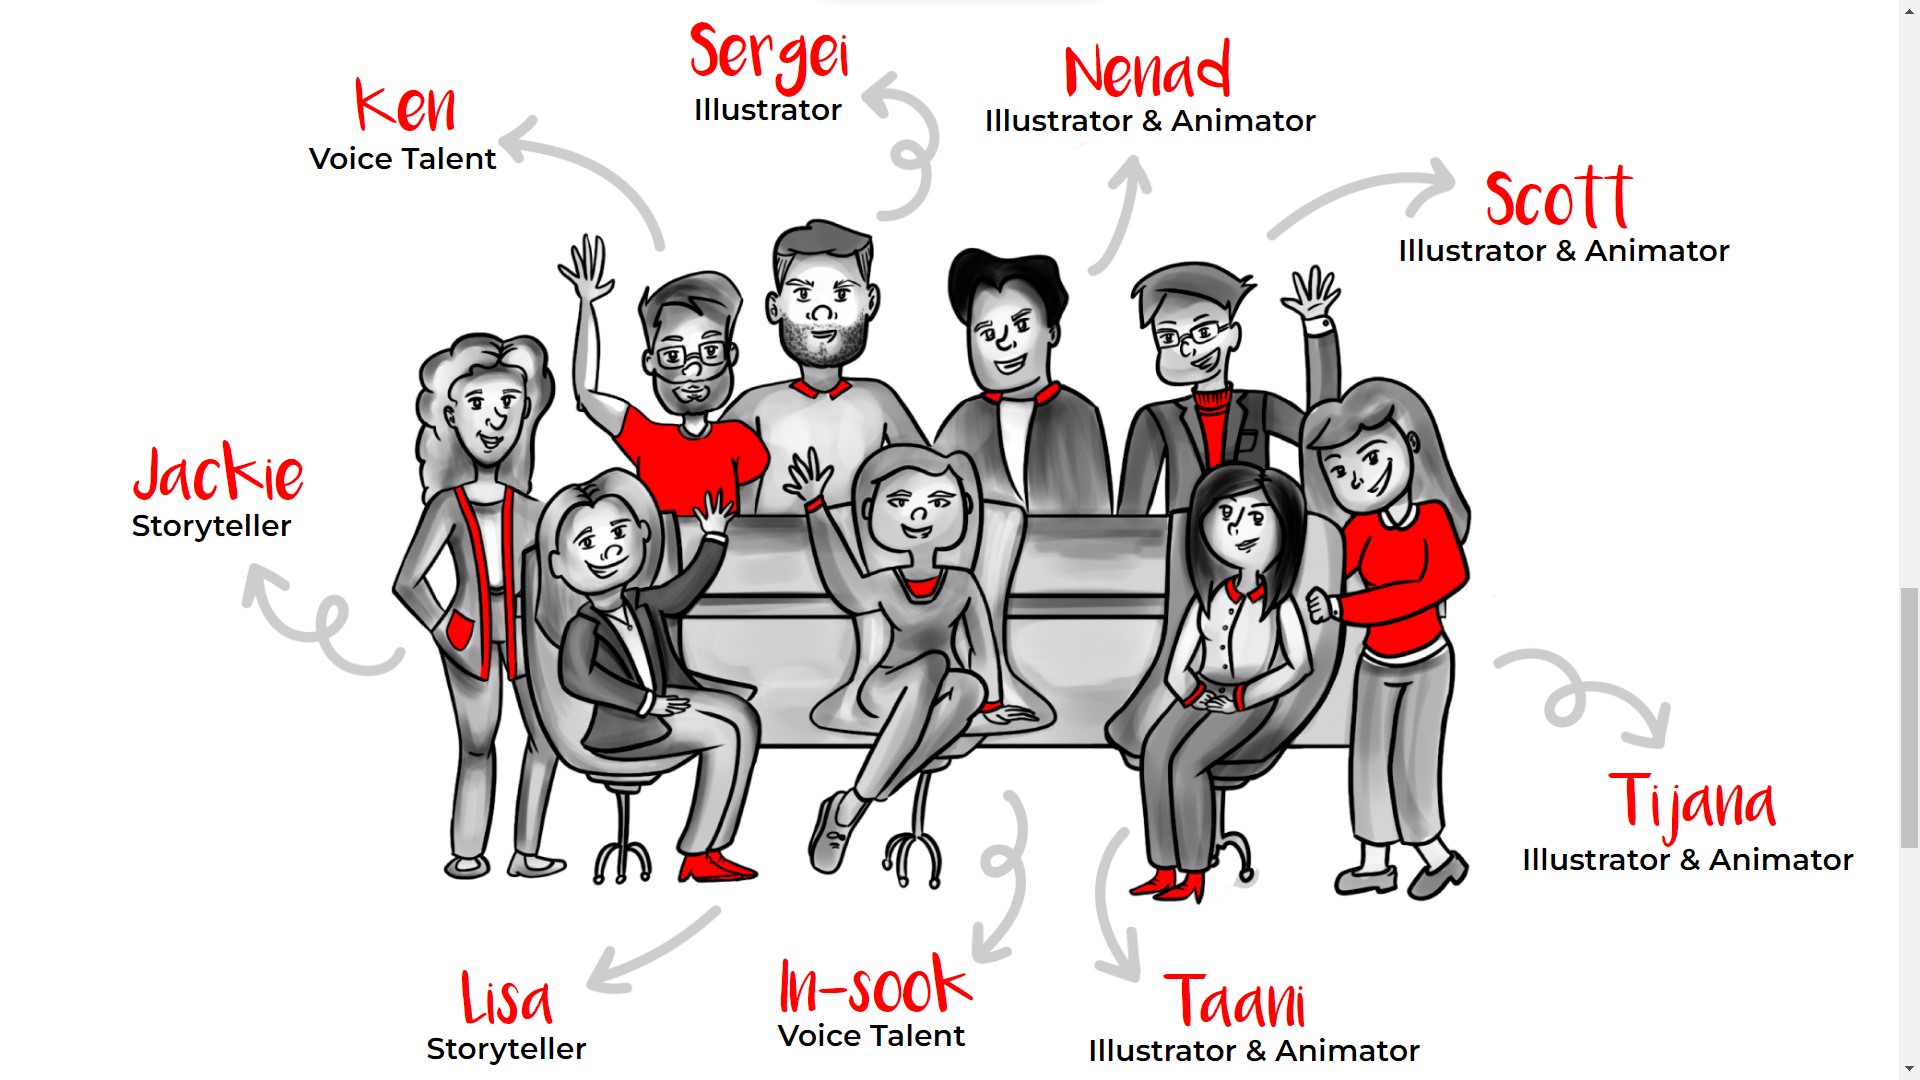 Sergei
Illustrator
Nenad
Illustrator & Animator
Ken
Voice Talent
Scott
Illustrator & Animator
Jackie
Storyteller
Tijana
Illustrator & Animator
Lisa
Storyteller
In-sook
Voice Talent
Taani
Illustrator & Animator